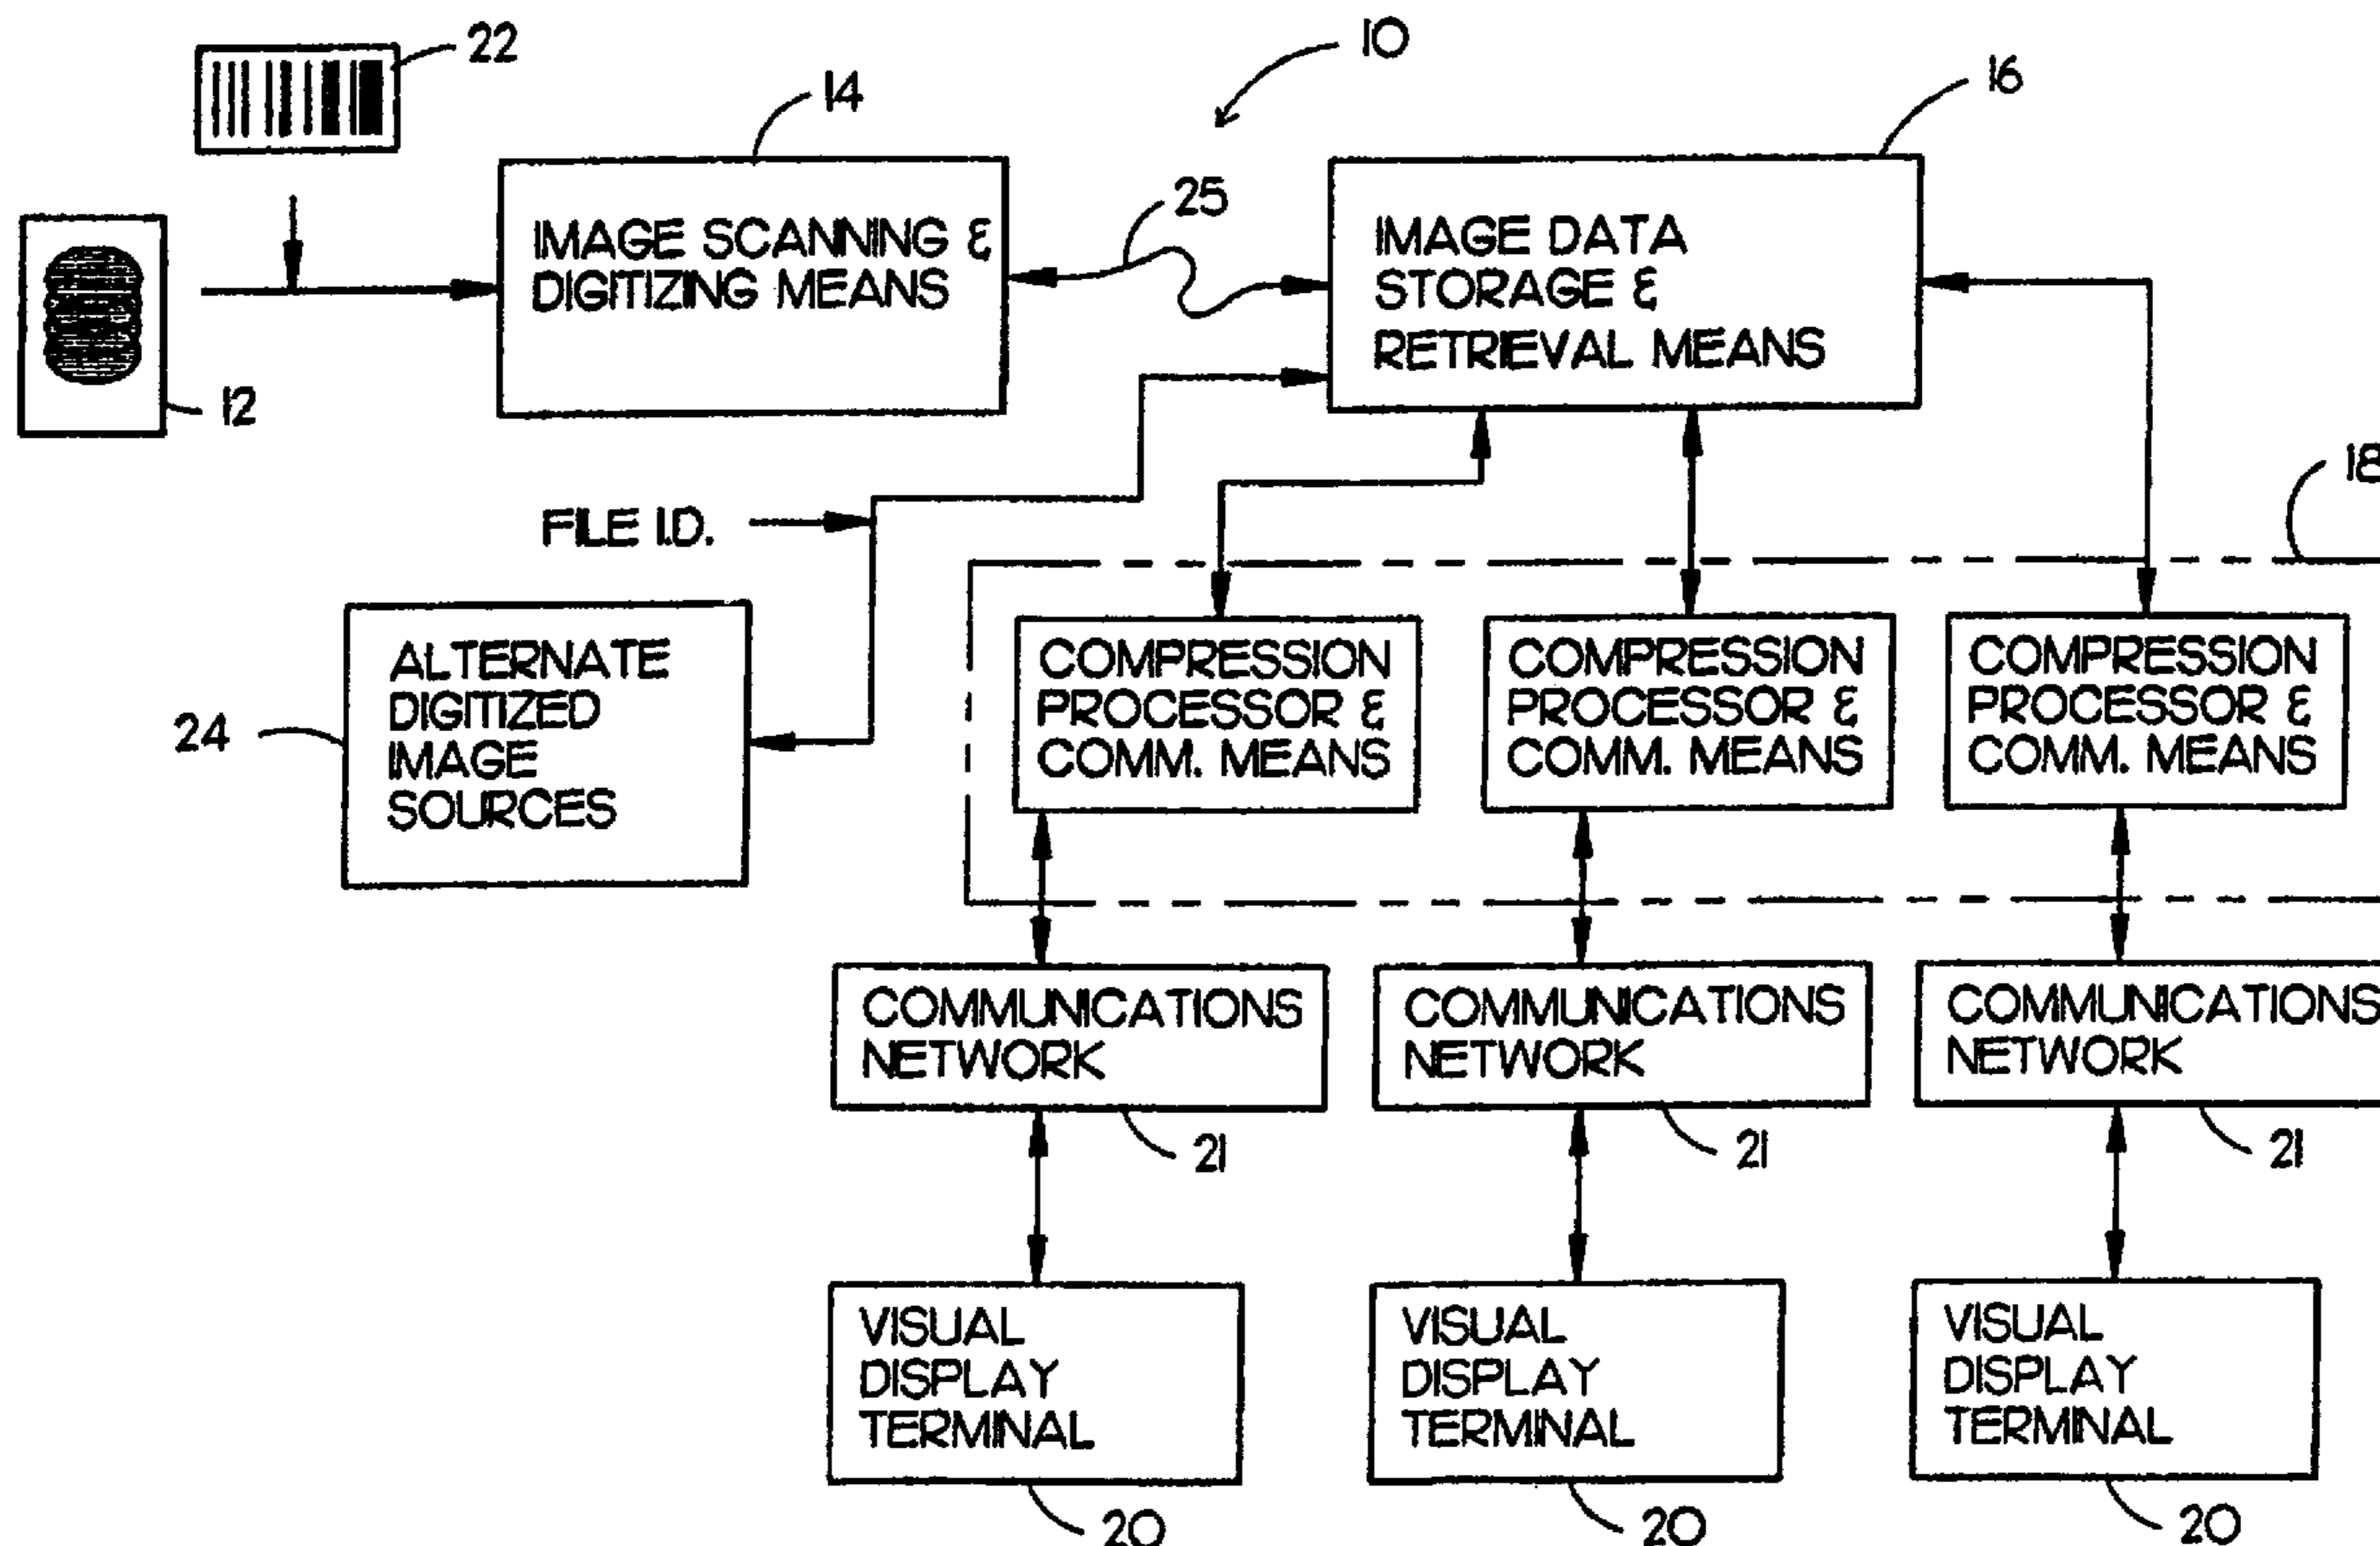 22
14
10
16
25
IMAGE SCANNING &
DIGITIZING MEANS
IMAGE DATA
STORAGE &
RETRIEVAL MEANS
12
18
FILE I.D.
24
ALTERNATE
DIGITIZED
IMAGE
SOURCES
COMPRESSION
PROCESSOR &
COMM. MEANS
COMPRESSION
PROCESSOR &
COMM. MEANS
COMPRESSION
PROCESSOR &
COMM. MEANS
COMMUNICATIONS
NETWORK
COMMUNICATIONS
NETWORK
COMMUNICATIONS
NETWORK
21
21
21
VISUAL
DISPLAY
TERMINAL
VISUAL
DISPLAY
TERMINAL
VISUAL
DISPLAY
TERMINAL
20
20
20